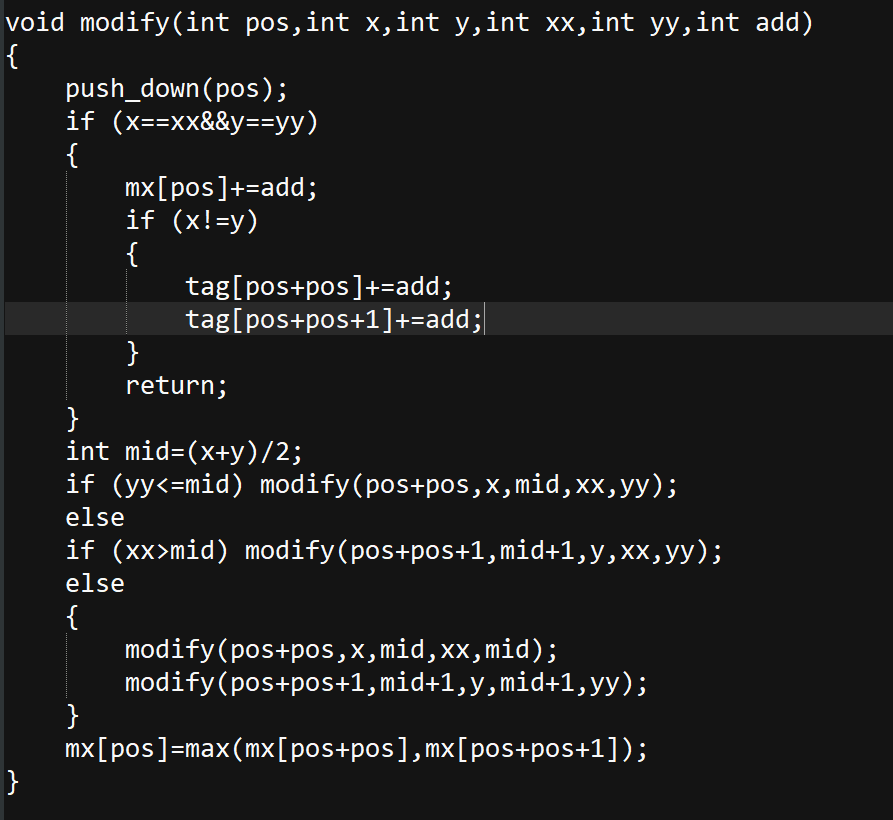 void modify(int pos,int x,int y,int xx,int yy,int add)
{
    push_down(pos);
    if (x==xx&&y==yy)
    {
        mx[pos]+=add;
        if (x!=y)
        {
            tag[pos+pos]+=add;
            tag[pos+pos+1]+=add;
        }
        return;
    }
    int mid=(x+y)/2;
    if (yy<=mid) modify(pos+pos,x,mid,xx,yy);
    else
    if (xx>mid) modify(pos+pos+1,mid+1,y,xx,yy);
    else
    {
        modify(pos+pos,x,mid,xx,mid);
        modify(pos+pos+1,mid+1,y,mid+1,yy);
    }
    mx[pos]=max(mx[pos+pos],mx[pos+pos+1]);
}